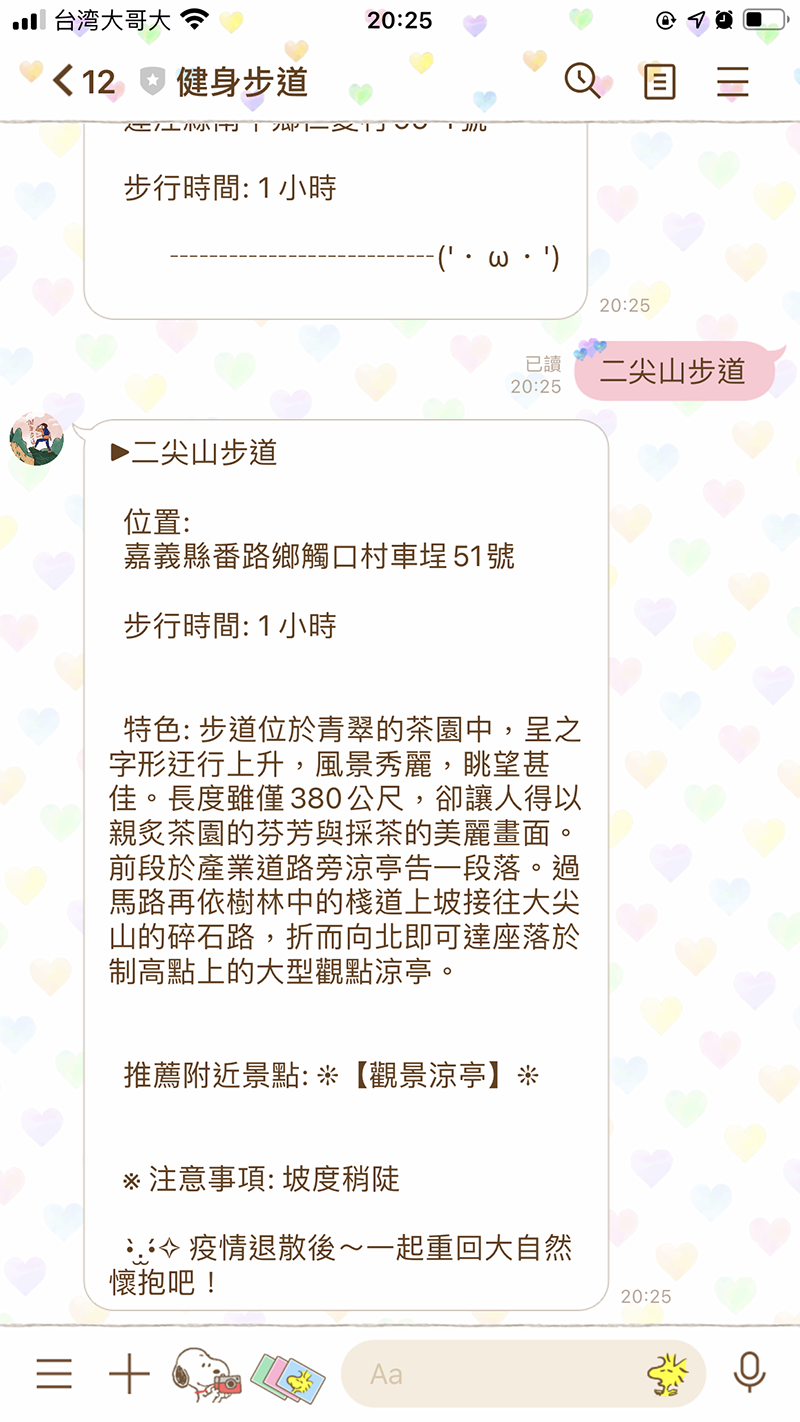 台湾大哥大
20:25
12
健身步道
步行時間: 1 小時
---------------------------('・ ω ・')
20:25
已讀
20:25
二尖山步道
▶二尖山步道
位置:
嘉義縣番路鄉觸口村車埕 51號
步行時間: 1 小時
特色: 步道位於青翠的茶園中，呈之
字形迂行上升，風景秀麗，眺望甚
佳。長度雖僅 380 公尺，卻讓人得以
親炙茶園的芬芳與採茶的美麗畫面。
前段於產業道路旁涼亭告一段落。過
馬路再依樹林中的棧道上坡接往大尖
山的碎石路，折而向北即可達座落於
制高點上的大型觀點涼亭。
推薦附近景點: ❊【觀景涼亭】❊
※ 注意事項: 坡度稍陡
疫情退散後～一起重回大自然
懷抱吧！
20:25
Aa